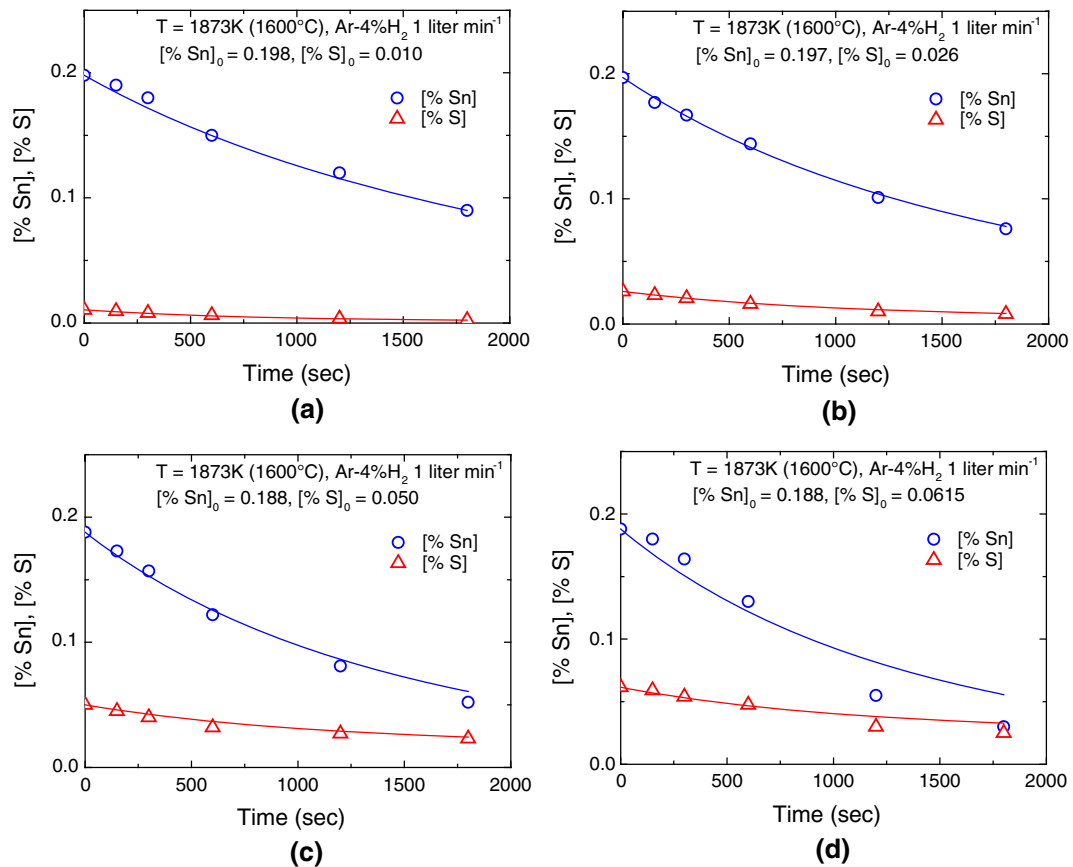 T = 1873K (1600°C), Ar-4%H₂ 1 liter min⁻¹
[% Sn]₀ = 0.198, [% S]₀ = 0.010
[% Sn]
[% S]
[% Sn], [% S]
0.2
0.1
0.0
0 500 1000 1500 2000
Time (sec)
(a)
T = 1873K (1600°C), Ar-4%H₂ 1 liter min⁻¹
[% Sn]₀ = 0.197, [% S]₀ = 0.026
[% Sn]
[% S]
[% Sn], [% S]
0.2
0.1
0.0
0 500 1000 1500 2000
Time (sec)
(b)
T = 1873K (1600°C), Ar-4%H₂ 1 liter min⁻¹
[% Sn]₀ = 0.188, [% S]₀ = 0.050
[% Sn]
[% S]
[% Sn], [% S]
0.2
0.1
0.0
0 500 1000 1500 2000
Time (sec)
(c)
T = 1873K (1600°C), Ar-4%H₂ 1 liter min⁻¹
[% Sn]₀ = 0.188, [% S]₀ = 0.0615
[% Sn]
[% S]
[% Sn], [% S]
0.2
0.1
0.0
0 500 1000 1500 2000
Time (sec)
(d)